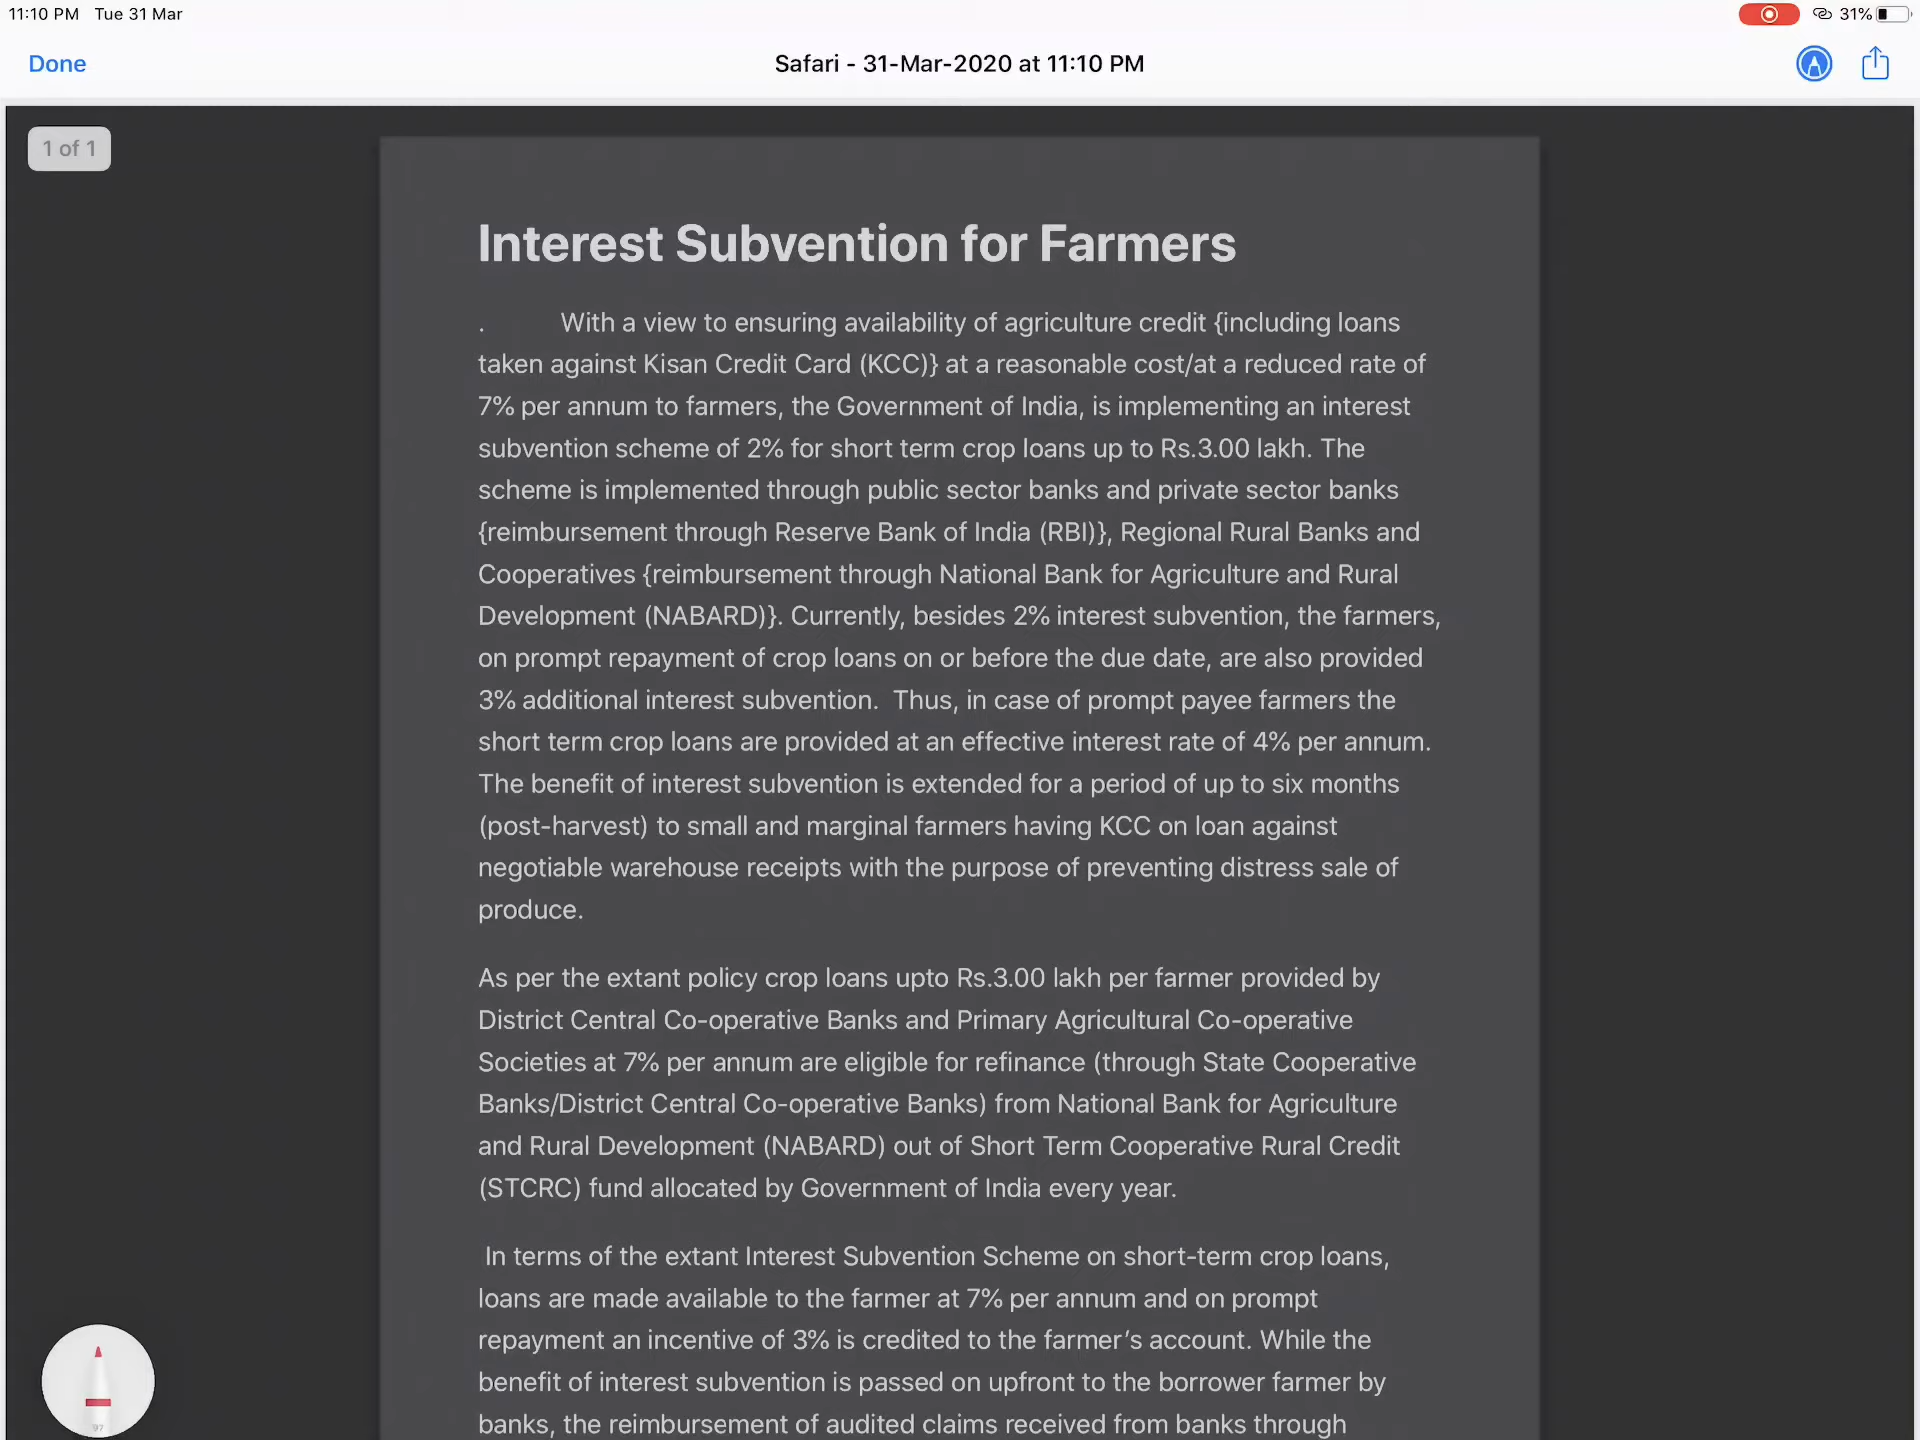 11:10 PM Tue 31 Mar
31%
Done
Safari - 31-Mar-2020 at 11:10 PM
1 of 1
Interest Subvention for Farmers
. With a view to ensuring availability of agriculture credit {including loans
taken against Kisan Credit Card (KCC)} at a reasonable cost/at a reduced rate of
7% per annum to farmers, the Government of India, is implementing an interest
subvention scheme of 2% for short term crop loans up to Rs.3.00 lakh. The
scheme is implemented through public sector banks and private sector banks
{reimbursement through Reserve Bank of India (RBI)}, Regional Rural Banks and
Cooperatives {reimbursement through National Bank for Agriculture and Rural
Development (NABARD)}. Currently, besides 2% interest subvention, the farmers,
on prompt repayment of crop loans on or before the due date, are also provided
3% additional interest subvention.  Thus, in case of prompt payee farmers the
short term crop loans are provided at an effective interest rate of 4% per annum.
The benefit of interest subvention is extended for a period of up to six months
(post-harvest) to small and marginal farmers having KCC on loan against
negotiable warehouse receipts with the purpose of preventing distress sale of
produce.
As per the extant policy crop loans upto Rs.3.00 lakh per farmer provided by
District Central Co-operative Banks and Primary Agricultural Co-operative
Societies at 7% per annum are eligible for refinance (through State Cooperative
Banks/District Central Co-operative Banks) from National Bank for Agriculture
and Rural Development (NABARD) out of Short Term Cooperative Rural Credit
(STCRC) fund allocated by Government of India every year.
In terms of the extant Interest Subvention Scheme on short-term crop loans,
loans are made available to the farmer at 7% per annum and on prompt
repayment an incentive of 3% is credited to the farmer's account. While the
benefit of interest subvention is passed on upfront to the borrower farmer by
banks, the reimbursement of audited claims received from banks through
97